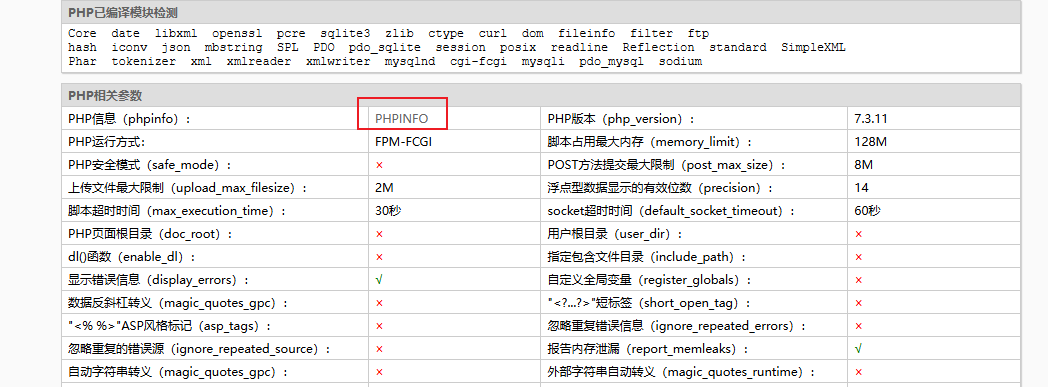 PHP已编译模块检测
Core date libxml openssl pcre sqlite3 zlib ctype curl dom fileinfo filter ftp
hash iconv json mbstring SPL PDO pdo_sqlite session posix readline Reflection standard SimpleXML
Phar tokenizer xml xmlreader xmlwriter mysqlnd cgi-fcgi mysqli pdo_mysql sodium
PHP相关参数
PHP信息（phpinfo）： PHPINFO PHP版本（php_version）： 7.3.11
PHP运行方式： FPM-FCGI 脚本占用最大内存（memory_limit）： 128M
PHP安全模式（safe_mode）： × POST方法提交最大限制（post_max_size）： 8M
上传文件最大限制（upload_max_filesize）： 2M 浮点型数据显示的有效位数（precision）： 14
脚本超时时间（max_execution_time）： 30秒 socket超时时间（default_socket_timeout）： 60秒
PHP页面根目录（doc_root）： × 用户根目录（user_dir）： ×
dl()函数（enable_dl）： × 指定包含文件目录（include_path）： ×
显示错误信息（display_errors）： √ 自定义全局变量（register_globals）： ×
数据反斜杠转义（magic_quotes_gpc）： × "<?...?>"短标签（short_open_tag）： ×
"<% %>"ASP风格标记（asp_tags）： × 忽略重复错误信息（ignore_repeated_errors）： ×
忽略重复的错误源（ignore_repeated_source）： × 报告内存泄漏（report_memleaks）： √
自动字符串转义（magic_quotes_gpc）： × 外部字符串自动转义（magic_quotes_runtime）： ×